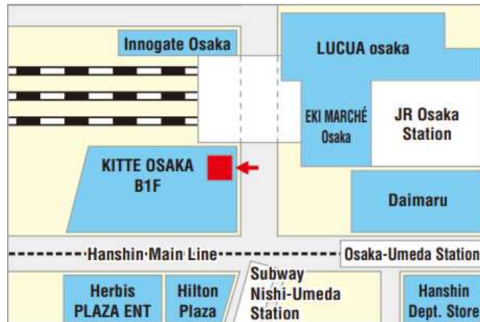 Innogate Osaka
LUCUA osaka
EKI MARCHÉ
Osaka
JR Osaka
Station
KITTE OSAKA
B1F
Daimaru
Hanshin Main Line
Osaka-Umeda Station
Subway
Nishi-Umeda
Station
Herbis
PLAZA ENT
Hilton
Plaza
Hanshin
Dept. Store